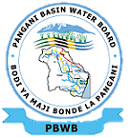 PANGANI BASIN WATER BOARD
BODI YA MAJI BONDE LA PANGANI
PBWB